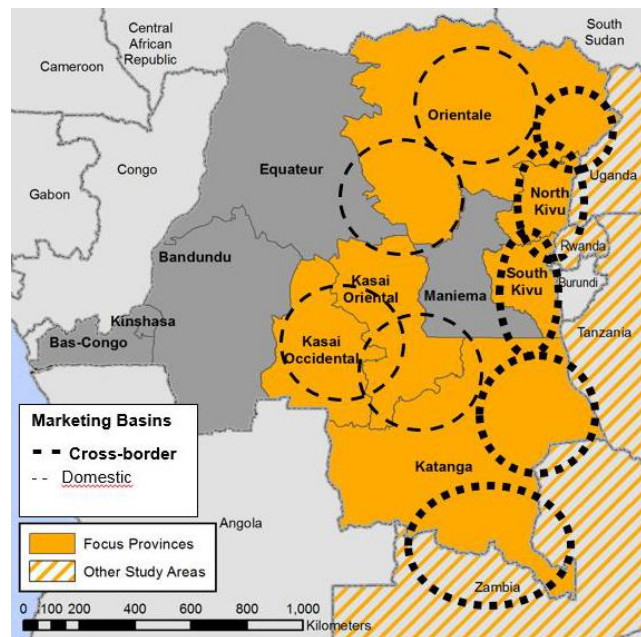 South
Sudan
Central
African
Republic
Cameroon
Orientale
Congo
Equateur
Uganda
Gabon
North
Kivu
Rwanda
Bandundu
Kasai
Oriental
South
Kivu
Burundi
Maniema
Kinshasa
Bas-Congo
Tanzania
Kasai
Occidental
Marketing Basins
Cross-border
Domestic
Katanga
Angola
Focus Provinces
Other Study Areas
Zambia
0 100 200 400 600 800 1,000
Kilometers